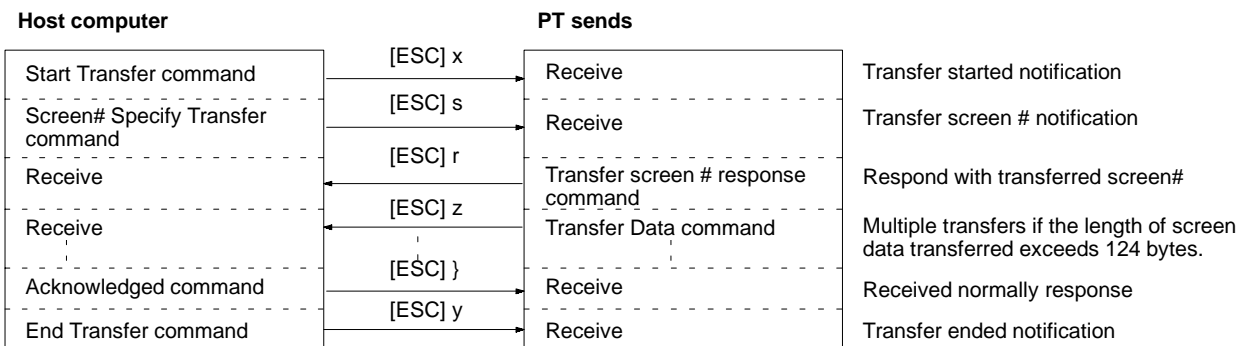 Host computer PT sends
[ESC] x
Start Transfer command Receive Transfer started notification
[ESC] s
Screen# Specify Transfer
command Receive Transfer screen # notification
[ESC] r
Receive Transfer screen # response
command Respond with transferred screen#
[ESC] z
Receive Transfer Data command Multiple transfers if the length of screen
data transferred exceeds 124 bytes.
[ESC] }
Acknowledged command Receive Received normally response
[ESC] y
End Transfer command Receive Transfer ended notification